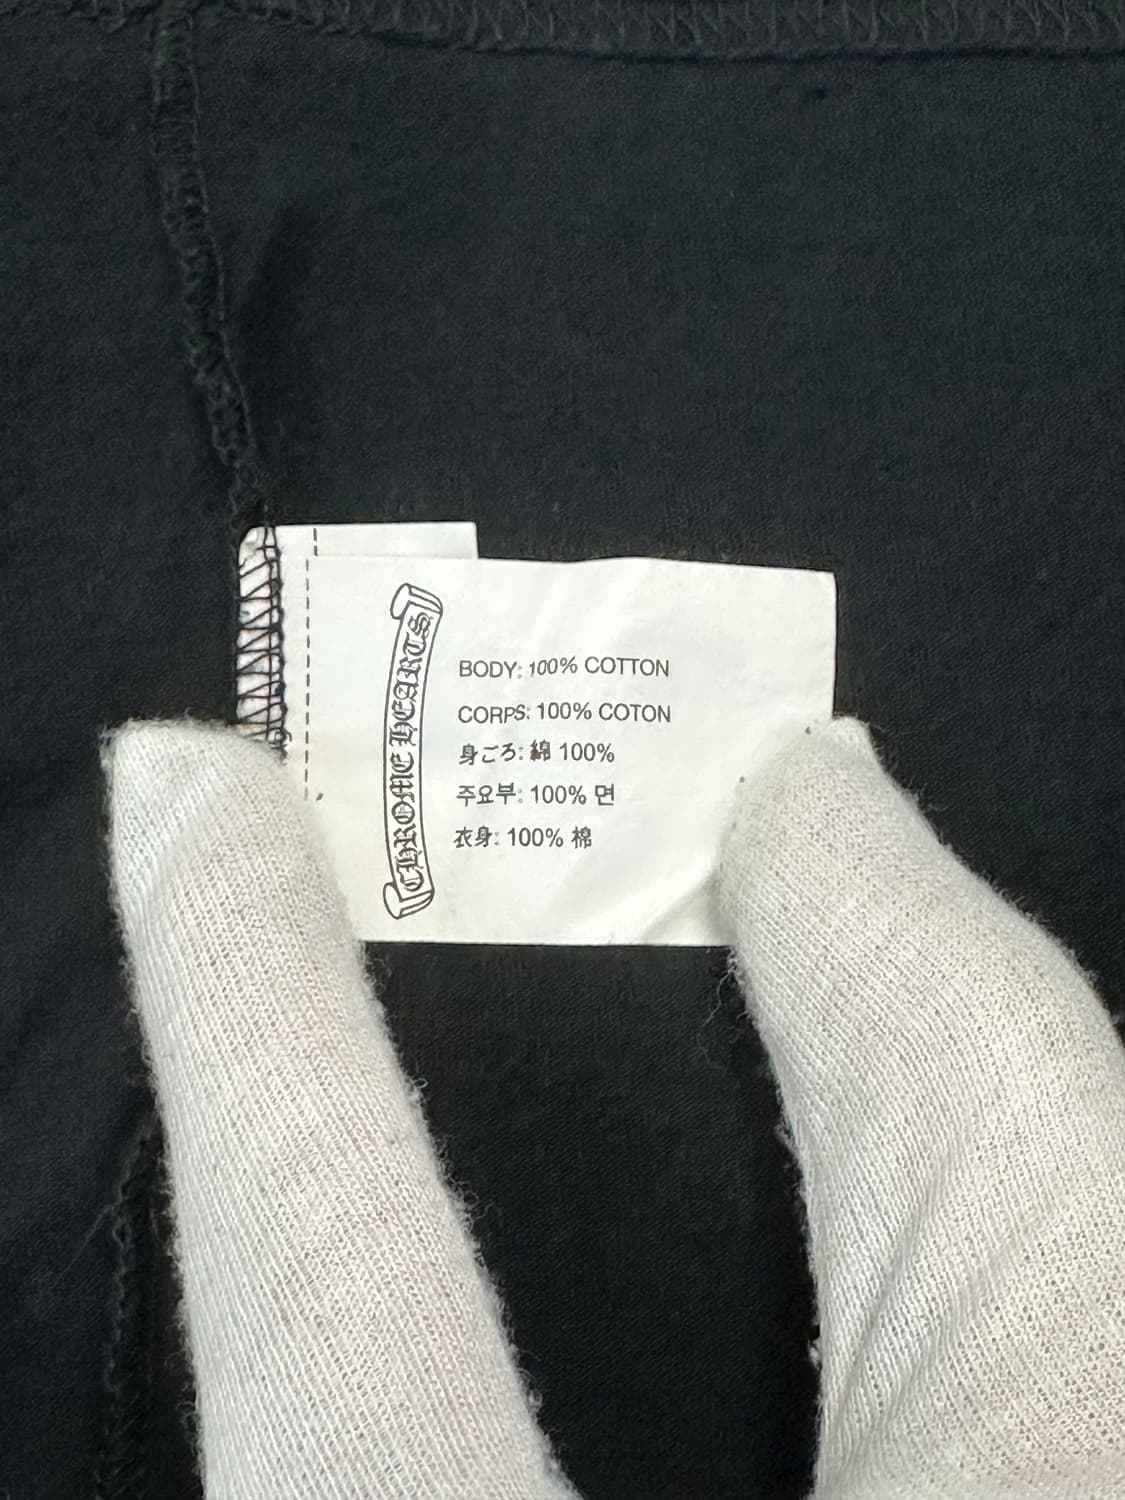 CHROME HEARTS
BODY: 100% COTTON
CORPS: 100% COTON
身ごろ: 綿 100%
주요부: 100% 면
衣身: 100% 棉